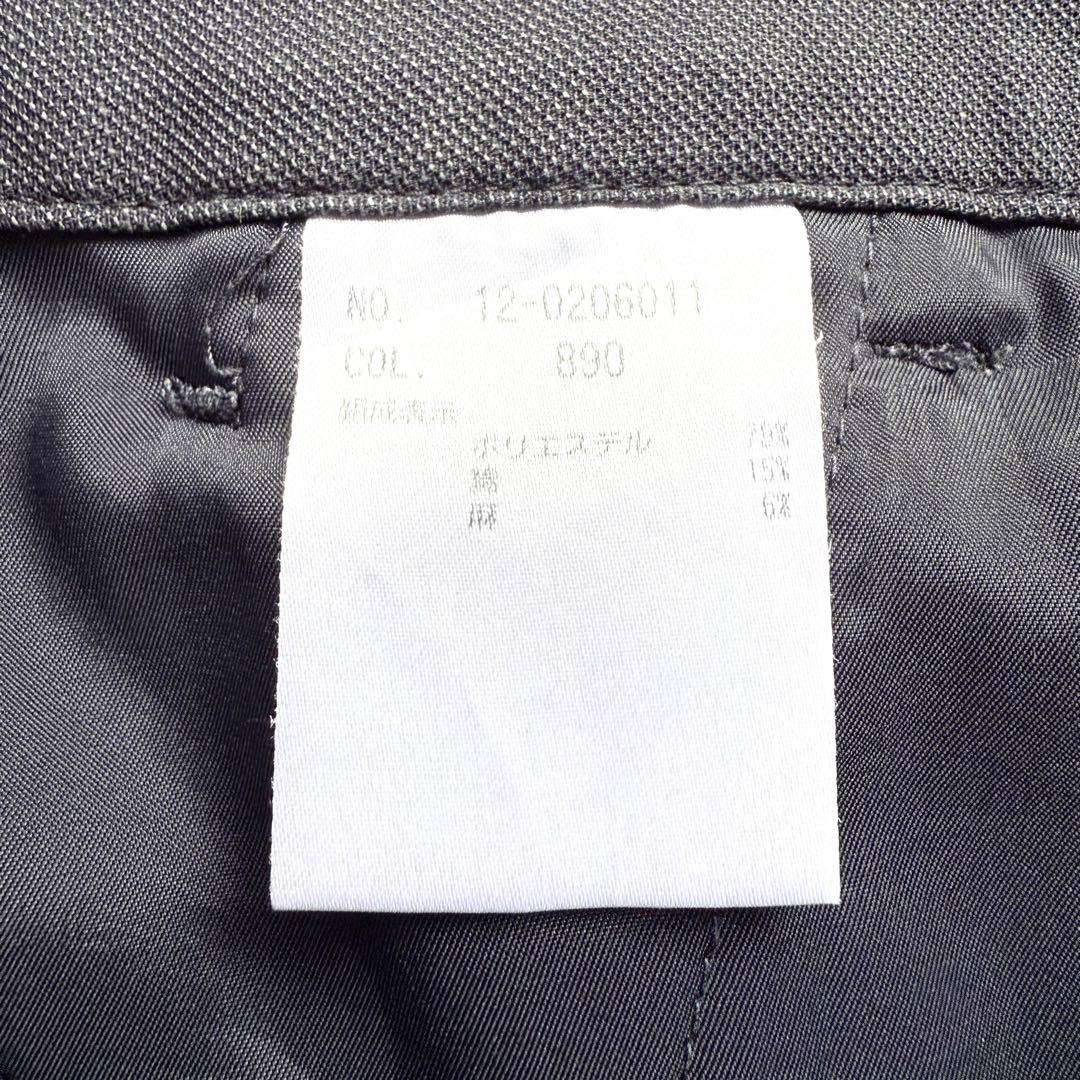 NO. 12-0206011
COL. 890
組成表示
ポリエステル 79%
綿 15%
麻 6%